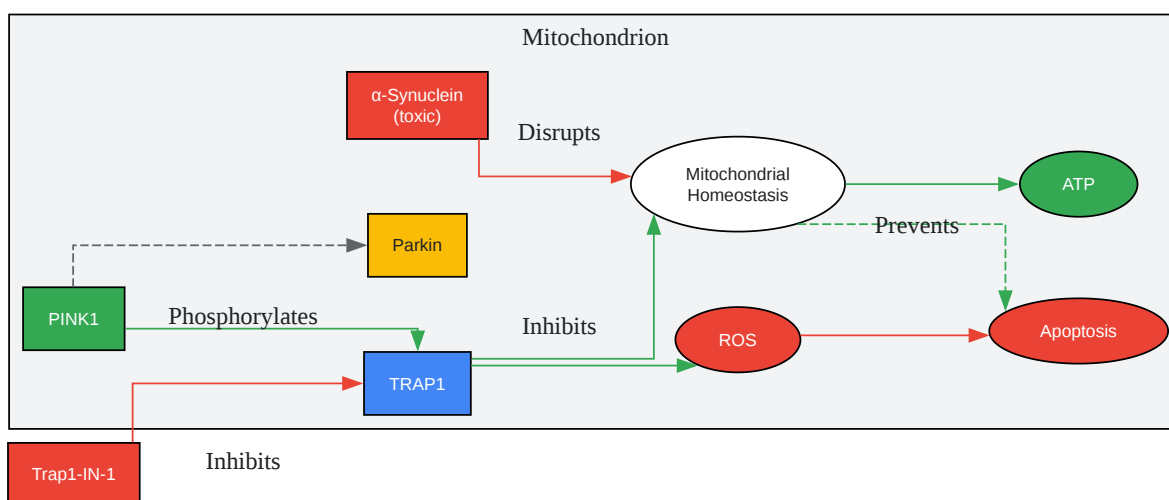 Mitochondrion
α-Synuclein
(toxic)
Disrupts
Mitochondrial
Homeostasis
ATP
Prevents
Parkin
PINK1
Phosphorylates
Inhibits
ROS
Apoptosis
TRAP1
Trap1-IN-1
Inhibits